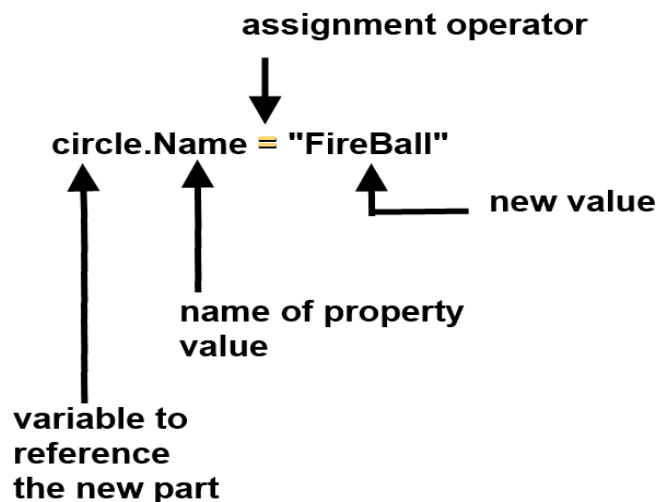 assignment operator
circle.Name = "FireBall"
new value
name of property
value
variable to
reference
the new part